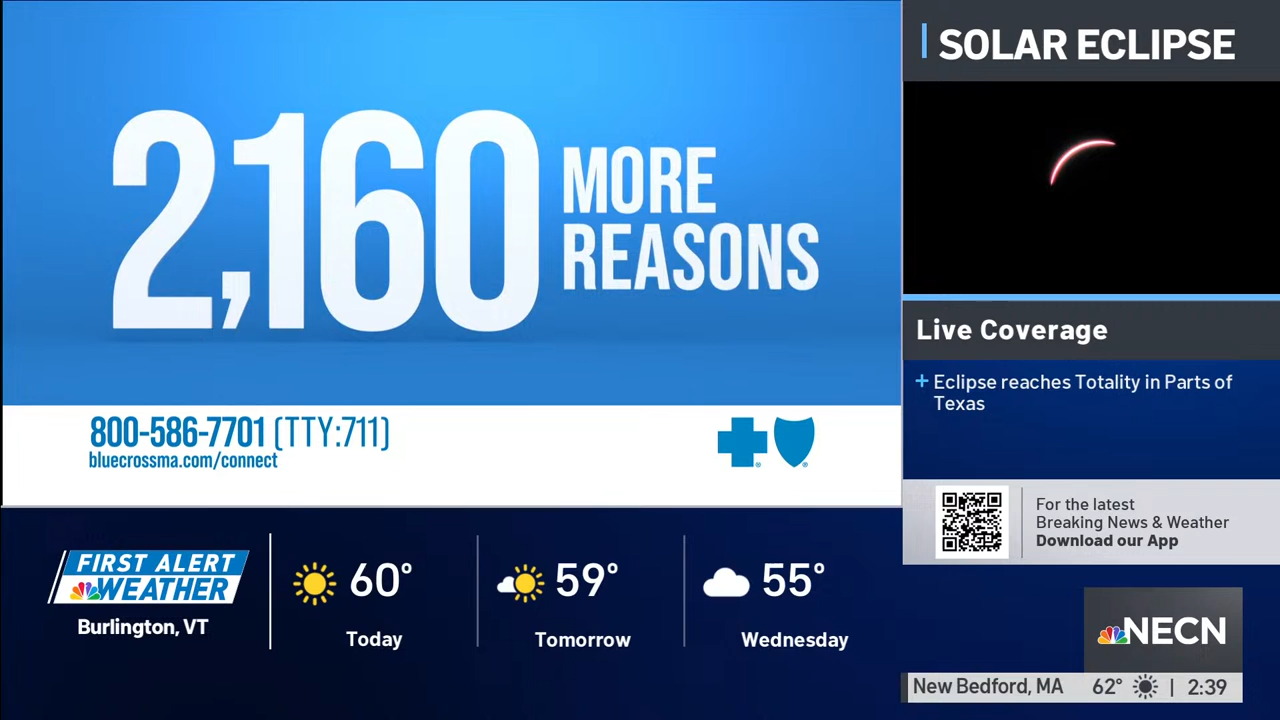 2,160 MORE
REASONS
800-586-7701 (TTY:711)
bluecrossma.com/connect
SOLAR ECLIPSE
Live Coverage
+ Eclipse reaches Totality in Parts of
Texas
For the latest
Breaking News & Weather
Download our App
FIRST ALERT
WEATHER
Burlington, VT
60°
Today
59°
Tomorrow
55°
Wednesday
NECN
New Bedford, MA 62° | 2:39